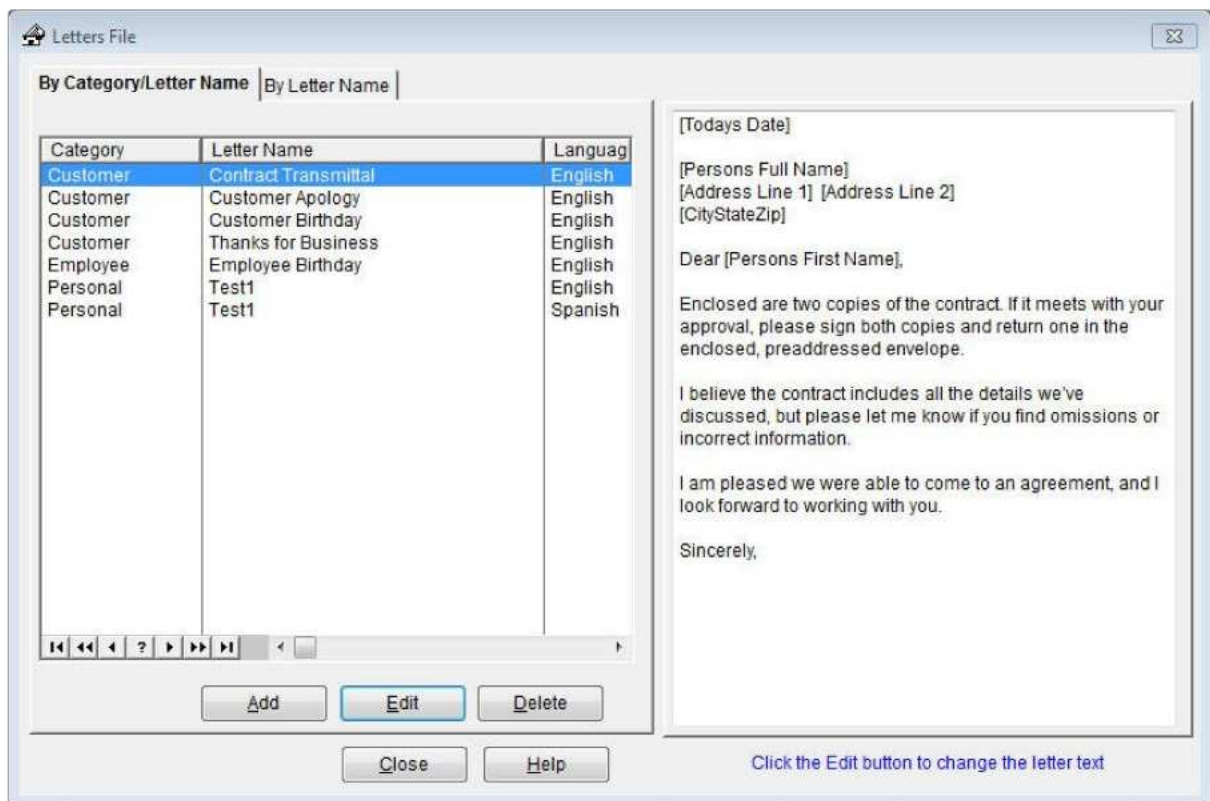 Letters File
By Category/Letter Name By Letter Name
Category Letter Name Languag
Customer Contract Transmittal English
Customer Customer Apology English
Customer Customer Birthday English
Customer Thanks for Business English
Employee Employee Birthday English
Personal Test1 English
Personal Test1 Spanish
?
Add Edit Delete
Close Help
[Todays Date]
[Persons Full Name]
[Address Line 1] [Address Line 2]
[CityStateZip]
Dear [Persons First Name],
Enclosed are two copies of the contract. If it meets with your
approval, please sign both copies and return one in the
enclosed, preaddressed envelope.
I believe the contract includes all the details we've
discussed, but please let me know if you find omissions or
incorrect information.
I am pleased we were able to come to an agreement, and I
look forward to working with you.
Sincerely,
Click the Edit button to change the letter text